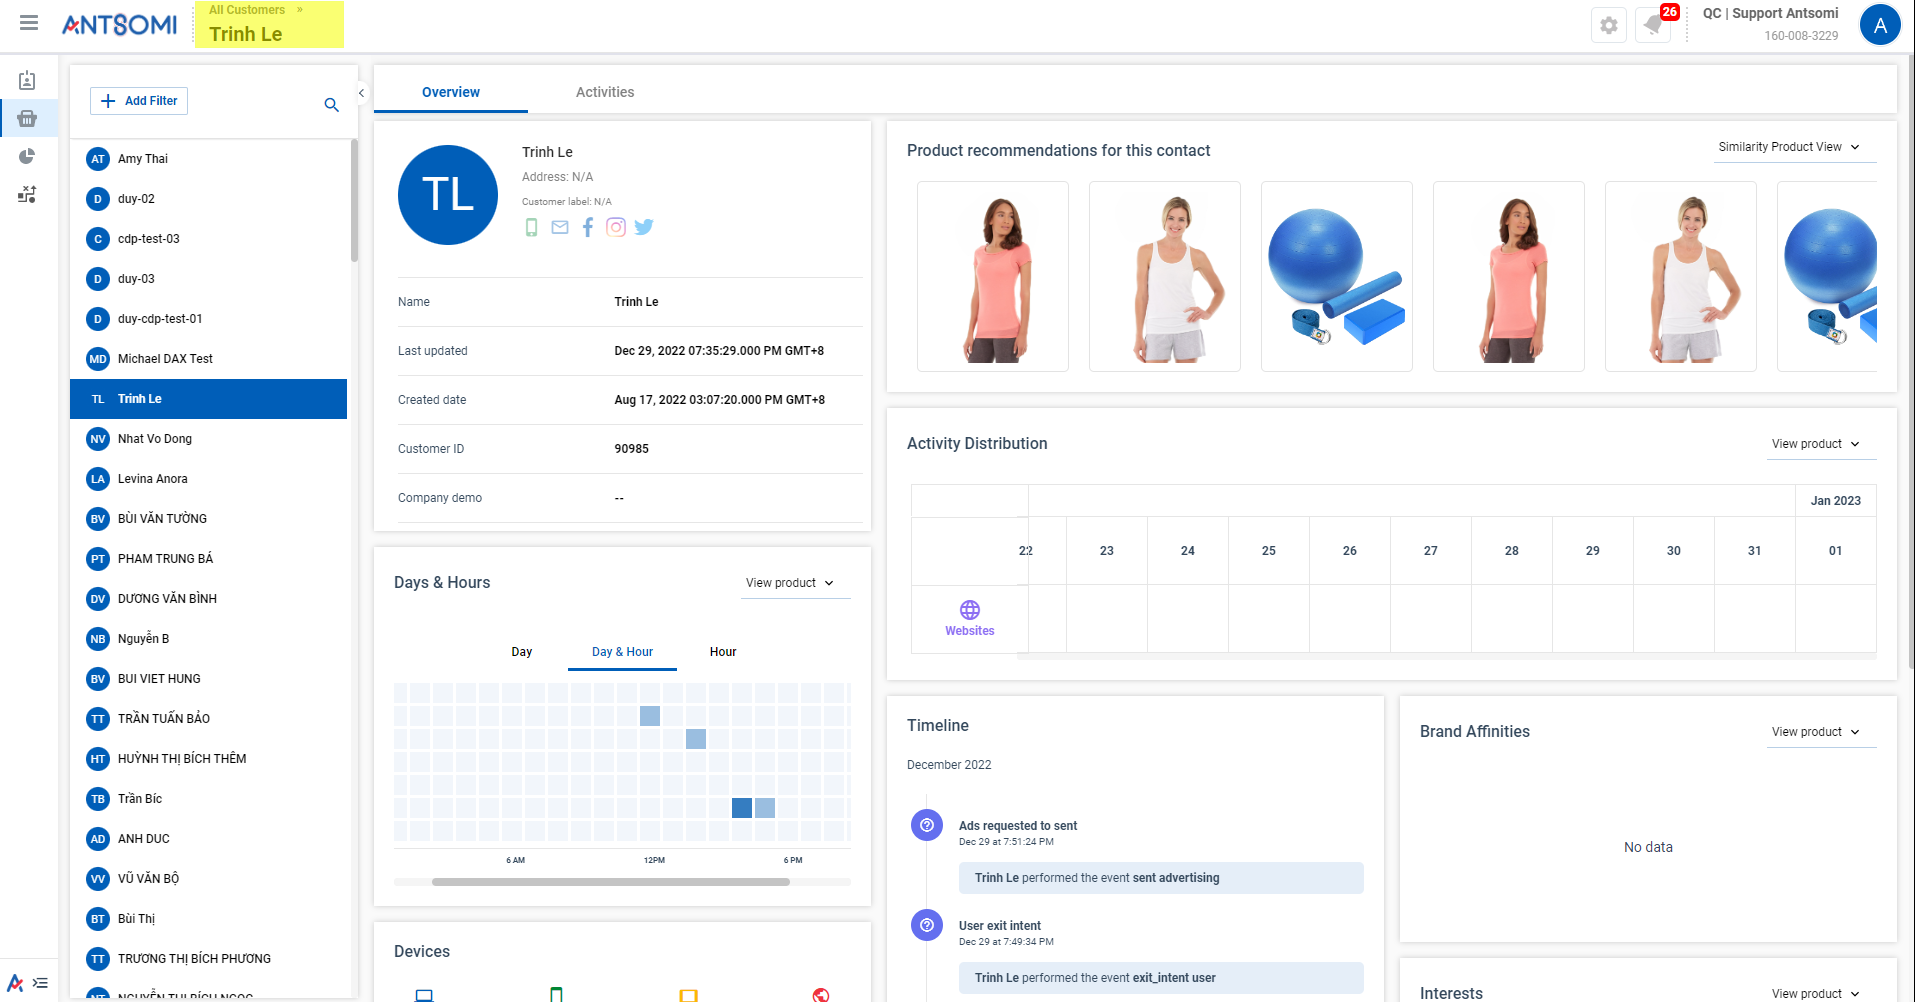 ANTSOMI
All Customers »
Trinh Le
26
QC | Support Antsomi
160-008-3229
A
Add Filter
AT Amy Thai
D duy-02
C cdp-test-03
D duy-03
D duy-cdp-test-01
MD Michael DAX Test
TL Trinh Le
NV Nhat Vo Dong
LA Levina Anora
BV BÙI VĂN TƯỜNG
PT PHAM TRUNG BÁ
DV DƯƠNG VĂN BÌNH
NB Nguyễn B
BV BUI VIET HUNG
TT TRẦN TUẤN BẢO
HT HUỲNH THỊ BÍCH THÊM
TB Trần Bíc
AD ANH DUC
VV VŨ VĂN BỘ
BT Bùi Thị
TT TRƯƠNG THỊ BÍCH PHƯƠNG
NT NGUYỄN THỊ BÍCH NGỌC
Overview Activities
TL
Trinh Le
Address: N/A
Customer label: N/A
Name Trinh Le
Last updated Dec 29, 2022 07:35:29.000 PM GMT+8
Created date Aug 17, 2022 03:07:20.000 PM GMT+8
Customer ID 90985
Company demo --
Days & Hours View product
Day Day & Hour Hour
6 AM 12PM 6 PM
Devices
Product recommendations for this contact Similarity Product View
Activity Distribution View product
Jan 2023
22 23 24 25 26 27 28 29 30 31 01
Websites
Timeline
December 2022
Ads requested to sent
Dec 29 at 7:51:24 PM
Trinh Le performed the event sent advertising
User exit intent
Dec 29 at 7:49:34 PM
Trinh Le performed the event exit_intent user
Brand Affinities View product
No data
Interests View product